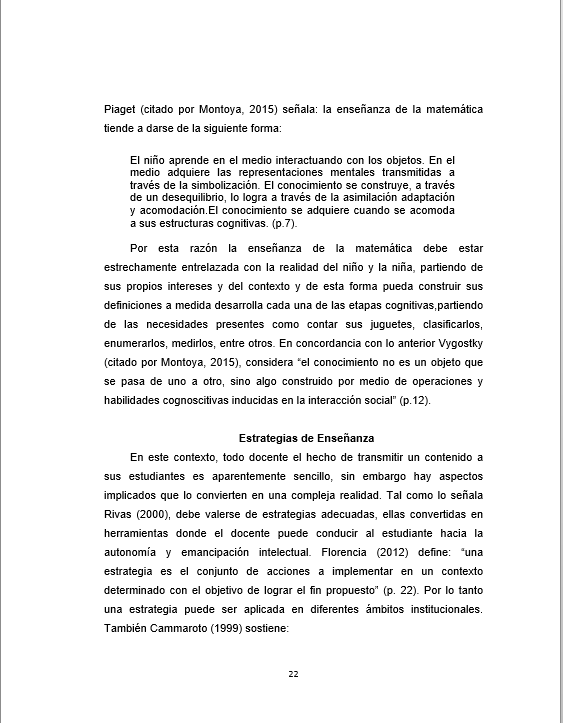 Piaget (citado por Montoya, 2015) señala: la enseñanza de la matemática
tiende a darse de la siguiente forma:
El niño aprende en el medio interactuando con los objetos. En el
medio adquiere las representaciones mentales transmitidas a
través de la simbolización. El conocimiento se construye, a través
de un desequilibrio, lo logra a través de la asimilación adaptación
y acomodación.El conocimiento se adquiere cuando se acomoda
a sus estructuras cognitivas. (p.7).
Por esta razón la enseñanza de la matemática debe estar
estrechamente entrelazada con la realidad del niño y la niña, partiendo de
sus propios intereses y del contexto y de esta forma pueda construir sus
definiciones a medida desarrolla cada una de las etapas cognitivas,partiendo
de las necesidades presentes como contar sus juguetes, clasificarlos,
enumerarlos, medirlos, entre otros. En concordancia con lo anterior Vygostky
(citado por Montoya, 2015), considera “el conocimiento no es un objeto que
se pasa de uno a otro, sino algo construido por medio de operaciones y
habilidades cognoscitivas inducidas en la interacción social” (p.12).
Estrategias de Enseñanza
En este contexto, todo docente el hecho de transmitir un contenido a
sus estudiantes es aparentemente sencillo, sin embargo hay aspectos
implicados que lo convierten en una compleja realidad. Tal como lo señala
Rivas (2000), debe valerse de estrategias adecuadas, ellas convertidas en
herramientas donde el docente puede conducir al estudiante hacia la
autonomía y emancipación intelectual. Florencia (2012) define: “una
estrategia es el conjunto de acciones a implementar en un contexto
determinado con el objetivo de lograr el fin propuesto” (p. 22). Por lo tanto
una estrategia puede ser aplicada en diferentes ámbitos institucionales.
También Cammaroto (1999) sostiene:
22